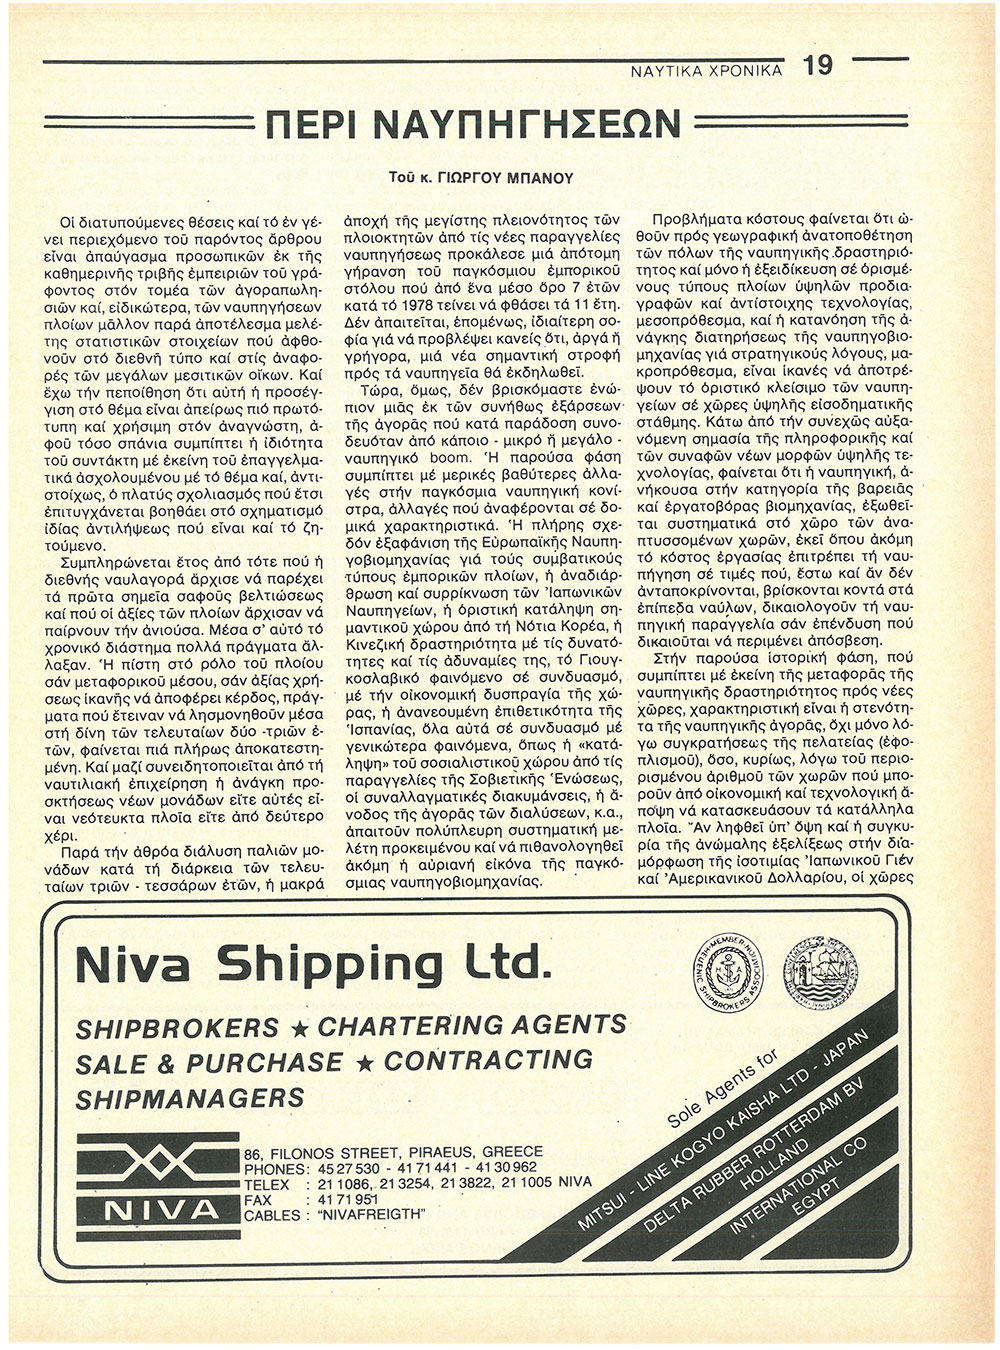 ΝΑΥΤΙΚΑ ΧΡΟΝΙΚΑ 19
ΠΕΡΙ ΝΑΥΠΗΓΗΣΕΩΝ
Τοῦ κ. ΓΙΩΡΓΟΥ ΜΠΑΝΟΥ
Οἱ διατυπούμενες θέσεις καί τό ἐν γέ-
νει περιεχόμενο τοῦ παρόντος ἄρθρου
εἶναι ἀπαύγασμα προσωπικῶν ἐκ τῆς
καθημερινῆς τριβῆς ἐμπειριῶν τοῦ γρά-
φοντος στόν τομέα τῶν ἀγοραπωλη-
σιῶν καί, εἰδικώτερα, τῶν ναυπηγήσεων
πλοίων μᾶλλον παρά ἀποτέλεσμα μελέ-
της στατιστικῶν στοιχείων πού ἀφθο-
νοῦν στό διεθνῆ τύπο καί στίς ἀναφο-
ρές τῶν μεγάλων μεσιτικῶν οἴκων. Καί
ἔχω τήν πεποίθηση ὅτι αὐτή ἡ προσέγ-
γιση στό θέμα εἶναι ἀπείρως πιό πρωτό-
τυπη καί χρήσιμη στόν ἀναγνώστη, ἀ-
φοῦ τόσο σπάνια συμπίπτει ἡ ἰδιότητα
τοῦ συντάκτη μέ ἐκείνη τοῦ ἐπαγγελμα-
τικά ἀσχολουμένου μέ τό θέμα καί, ἀντι-
στοίχως, ὁ πλατύς σχολιασμός πού ἔτσι
ἐπιτυγχάνεται βοηθάει στό σχηματισμό
ἰδίας ἀντιλήψεως πού εἶναι καί τό ζη-
τούμενο.
Συμπληρώνεται ἔτος ἀπό τότε πού ἡ
διεθνής ναυλαγορά ἄρχισε νά παρέχει
τά πρῶτα σημεῖα σαφοῦς βελτιώσεως
καί πού οἱ ἀξίες τῶν πλοίων ἄρχισαν νά
παίρνουν τήν ἀνιούσα. Μέσα σ' αὐτό τό
χρονικό διάστημα πολλά πράγματα ἄλ-
λαξαν. Ἡ πίστη στό ρόλο τοῦ πλοίου
σάν μεταφορικοῦ μέσου, σάν ἀξίας χρή-
σεως ἱκανῆς νά ἀποφέρει κέρδος, πράγ-
ματα πού ἔτειναν νά λησμονηθοῦν μέσα
στή δίνη τῶν τελευταίων δύο -τριῶν ἐ-
τῶν, φαίνεται πιά πλήρως ἀποκατεστη-
μένη. Καί μαζί συνειδητοποιεῖται ἀπό τή
ναυτιλιακή ἐπιχείρηση ἡ ἀνάγκη προ-
σκτήσεως νέων μονάδων εἴτε αὐτές εἶ-
ναι νεότευκτα πλοῖα εἴτε ἀπό δεύτερο
χέρι.
Παρά τήν ἀθρόα διάλυση παλιῶν μο-
νάδων κατά τή διάρκεια τῶν τελευ-
ταίων τριῶν - τεσσάρων ἐτῶν, ἡ μακρά
ἀποχή τῆς μεγίστης πλειονότητος τῶν
πλοιοκτητῶν ἀπό τίς νέες παραγγελίες
ναυπηγήσεως προκάλεσε μιά ἀπότομη
γήρανση τοῦ παγκόσμιου ἐμπορικοῦ
στόλου πού ἀπό ἕνα μέσο ὅρο 7 ἐτῶν
κατά τό 1978 τείνει νά φθάσει τά 11 ἔτη.
Δέν ἀπαιτεῖται, ἑπομένως, ἰδιαίτερη σο-
φία γιά νά προβλέψει κανείς ὅτι, ἀργά ἤ
γρήγορα, μιά νέα σημαντική στροφή
πρός τά ναυπηγεῖα θά ἐκδηλωθεῖ.
Τώρα, ὅμως, δέν βρισκόμαστε ἐνώ-
πιον μιᾶς ἐκ τῶν συνήθως ἐξάρσεων
τῆς ἀγορᾶς πού κατά παράδοση συνο-
δευόταν ἀπό κάποιο - μικρό ἤ μεγάλο -
ναυπηγικό boom. Ἡ παρούσα φάση
συμπίπτει μέ μερικές βαθύτερες ἀλλα-
γές στήν παγκόσμια ναυπηγική κονί-
στρα, ἀλλαγές πού ἀναφέρονται σέ δο-
μικά χαρακτηριστικά. Ἡ πλήρης σχε-
δόν ἐξαφάνιση τῆς Εὐρωπαϊκῆς Ναυπη-
γοβιομηχανίας γιά τούς συμβατικούς
τύπους ἐμπορικῶν πλοίων, ἡ ἀναδιάρ-
θρωση καί συρρίκνωση τῶν Ἰαπωνικῶν
Ναυπηγείων, ἡ ὁριστική κατάληψη ση-
μαντικοῦ χώρου ἀπό τή Νότια Κορέα, ἡ
Κινεζική δραστηριότητα μέ τίς δυνατό-
τητες καί τίς ἀδυναμίες της, τό Γιουγ-
κοσλαβικό φαινόμενο σέ συνδυασμό,
μέ τήν οἰκονομική δυσπραγία τῆς χώ-
ρας, ἡ ἀνανεουμένη ἐπιθετικότητα τῆς
Ἱσπανίας, ὅλα αὐτά σέ συνδυασμό μέ
γενικώτερα φαινόμενα, ὅπως ἡ «κατά-
ληψη» τοῦ σοσιαλιστικοῦ χώρου ἀπό τίς
παραγγελίες τῆς Σοβιετικῆς Ἑνώσεως,
οἱ συναλλαγματικές διακυμάνσεις, ἡ ἄ-
νοδος τῆς ἀγορᾶς τῶν διαλύσεων, κ.α.,
ἀπαιτοῦν πολύπλευρη συστηματική με-
λέτη προκειμένου καί νά πιθανολογηθεῖ
ἀκόμη ἡ αὐριανή εἰκόνα τῆς παγκό-
σμιας ναυπηγοβιομηχανίας.
Προβλήματα κόστους φαίνεται ὅτι ὠ-
θοῦν πρός γεωγραφική ἀνατοποθέτηση
τῶν πόλων τῆς ναυπηγικῆς δραστηριό-
τητος καί μόνο ἡ ἐξειδίκευση σέ ὁρισμέ-
νους τύπους πλοίων ὑψηλῶν προδια-
γραφῶν καί ἀντίστοιχης τεχνολογίας,
μεσοπρόθεσμα, καί ἡ κατανόηση τῆς ἀ-
νάγκης διατηρήσεως τῆς ναυπηγοβιο-
μηχανίας γιά στρατηγικούς λόγους, μα-
κροπρόθεσμα, εἶναι ἱκανές νά ἀποτρέ-
ψουν τό ὁριστικό κλείσιμο τῶν ναυπη-
γείων σέ χῶρες ὑψηλῆς εἰσοδηματικῆς
στάθμης. Κάτω ἀπό τήν συνεχῶς αὐξα-
νόμενη σημασία τῆς πληροφορικῆς καί
τῶν συναφῶν νέων μορφῶν ὑψηλῆς τε-
χνολογίας, φαίνεται ὅτι ἡ ναυπηγική, ἀ-
νήκουσα στήν κατηγορία τῆς βαρειᾶς
καί ἐργατοβόρας βιομηχανίας, ἐξωθεῖ-
ται συστηματικά στό χῶρο τῶν ἀνα-
πτυσσομένων χωρῶν, ἐκεῖ ὅπου ἀκόμη
τό κόστος ἐργασίας ἐπιτρέπει τή ναυ-
πήγηση σέ τιμές πού, ἔστω καί ἄν δέν
ἀνταποκρίνονται, βρίσκονται κοντά στά
ἐπίπεδα ναύλων, δικαιολογοῦν τή ναυ-
πηγική παραγγελία σάν ἐπένδυση πού
δικαιοῦται νά περιμένει ἀπόσβεση.
Στήν παρούσα ἱστορική φάση, πού
συμπίπτει μέ ἐκείνη τῆς μεταφορᾶς τῆς
ναυπηγικῆς δραστηριότητος πρός νέες
χῶρες, χαρακτηριστική εἶναι ἡ στενότη-
τα τῆς ναυπηγικῆς ἀγορᾶς, ὄχι μόνο λό-
γω συγκρατήσεως τῆς πελατείας (ἐφο-
πλισμοῦ), ὅσο, κυρίως, λόγω τοῦ περιο-
ρισμένου ἀριθμοῦ τῶν χωρῶν πού μπο-
ροῦν ἀπό οἰκονομική καί τεχνολογική ἄ-
ποψη νά κατασκευάσουν τά κατάλληλα
πλοῖα. Ἄν ληφθεῖ ὑπ' ὄψη καί ἡ συγκυ-
ρία τῆς ἀνώμαλης ἐξελίξεως στήν δια-
μόρφωση τῆς ἰσοτιμίας Ἰαπωνικοῦ Γιέν
καί Ἀμερικανικοῦ Δολλαρίου, οἱ χῶρες
Niva Shipping Ltd.
SHIPBROKERS ★ CHARTERING AGENTS
SALE & PURCHASE ★ CONTRACTING
SHIPMANAGERS
MEMBER
HELLENIC SHIPBROKERS ASSOCIATION
NIVA
86, FILONOS STREET, PIRAEUS, GREECE
PHONES: 45 27 530 - 41 71 441 - 41 30 962
TELEX : 21 1086, 21 3254, 21 3822, 21 1005 NIVA
FAX : 41 71 951
CABLES : "NIVAFREIGTH"
Sole Agents for
MITSUI - LINE KOGYO KAISHA LTD - JAPAN
DELTA RUBBER ROTTERDAM BV
HOLLAND
INTERNATIONAL CO
EGYPT